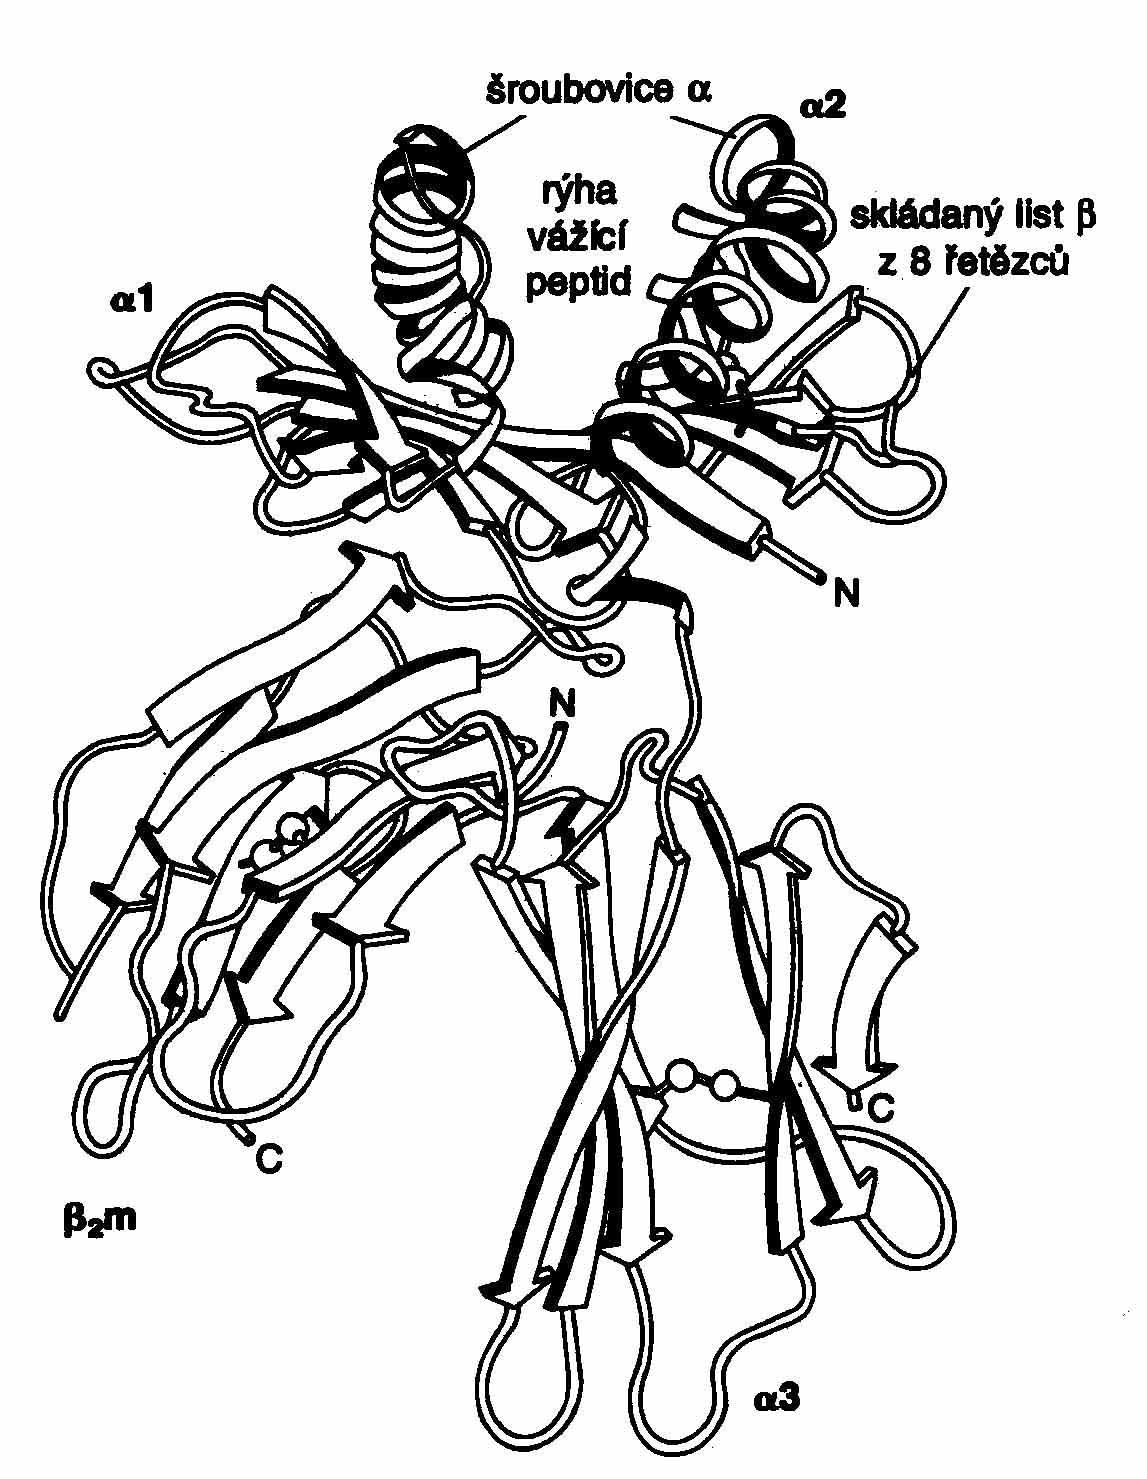 šroubovice α
α2
rýha
vážící
peptid
skládaný list β
z 8 řetězců
α1
N
N
C
C
β₂m
α3